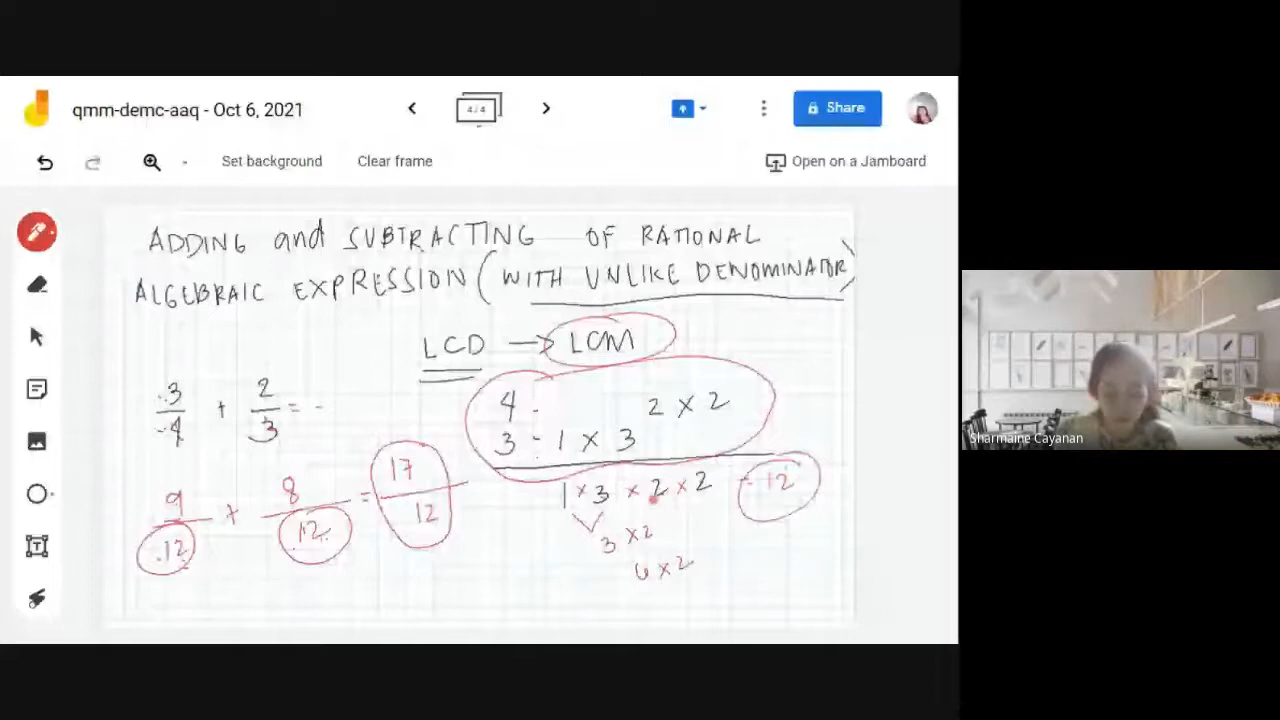 qmm-demc-aaq - Oct 6, 2021
4/4
Share
Set background
Clear frame
Open on a Jamboard
ADDING and SUBTRACTING OF RATIONAL
ALGEBRAIC EXPRESSION (WITH UNLIKE DENOMINATOR)
LCD → LCM
3/4 + 2/3 =
4 - 2 × 2
3 - 1 × 3
1 × 3 × 2 × 2 = 12
3 × 2
6 × 2
9/12 + 8/12 = 17/12
Sharmaine Cayanan